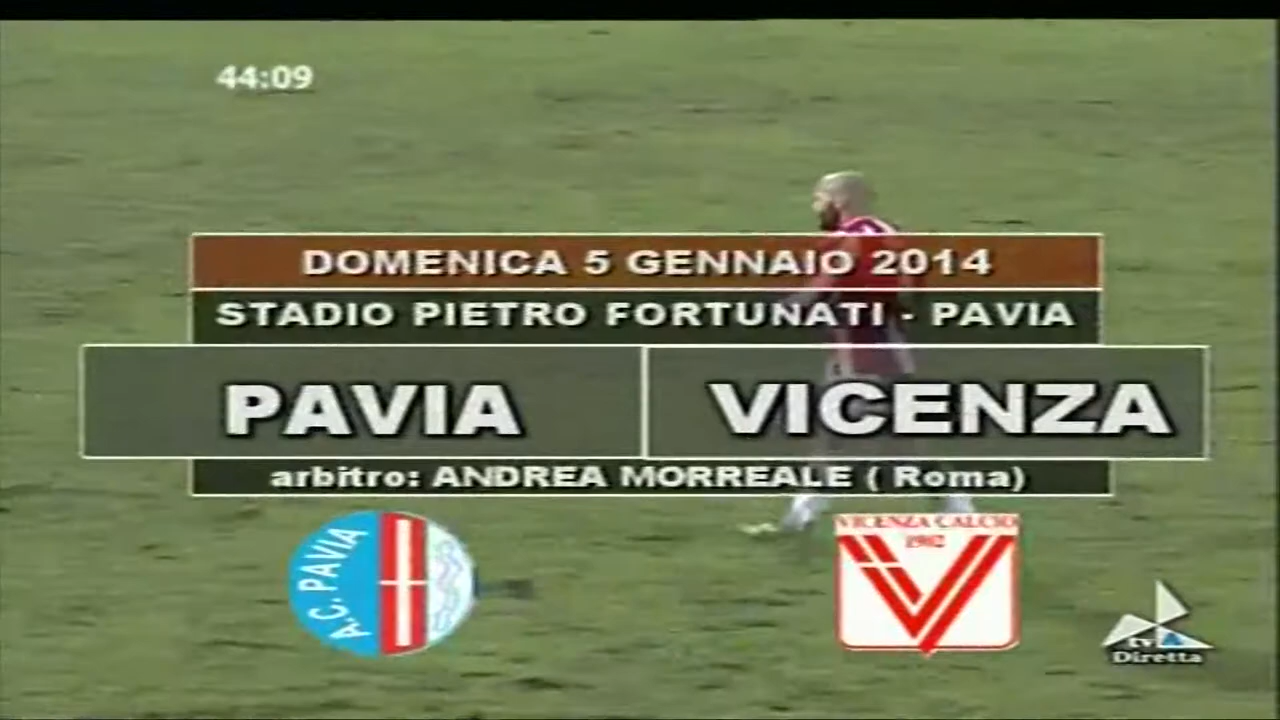 44:09
DOMENICA 5 GENNAIO 2014
STADIO PIETRO FORTUNATI - PAVIA
PAVIA
VICENZA
arbitro: ANDREA MORREALE ( Roma)
A.C. PAVIA
VICENZA CALCIO
1902
tva
Diretta